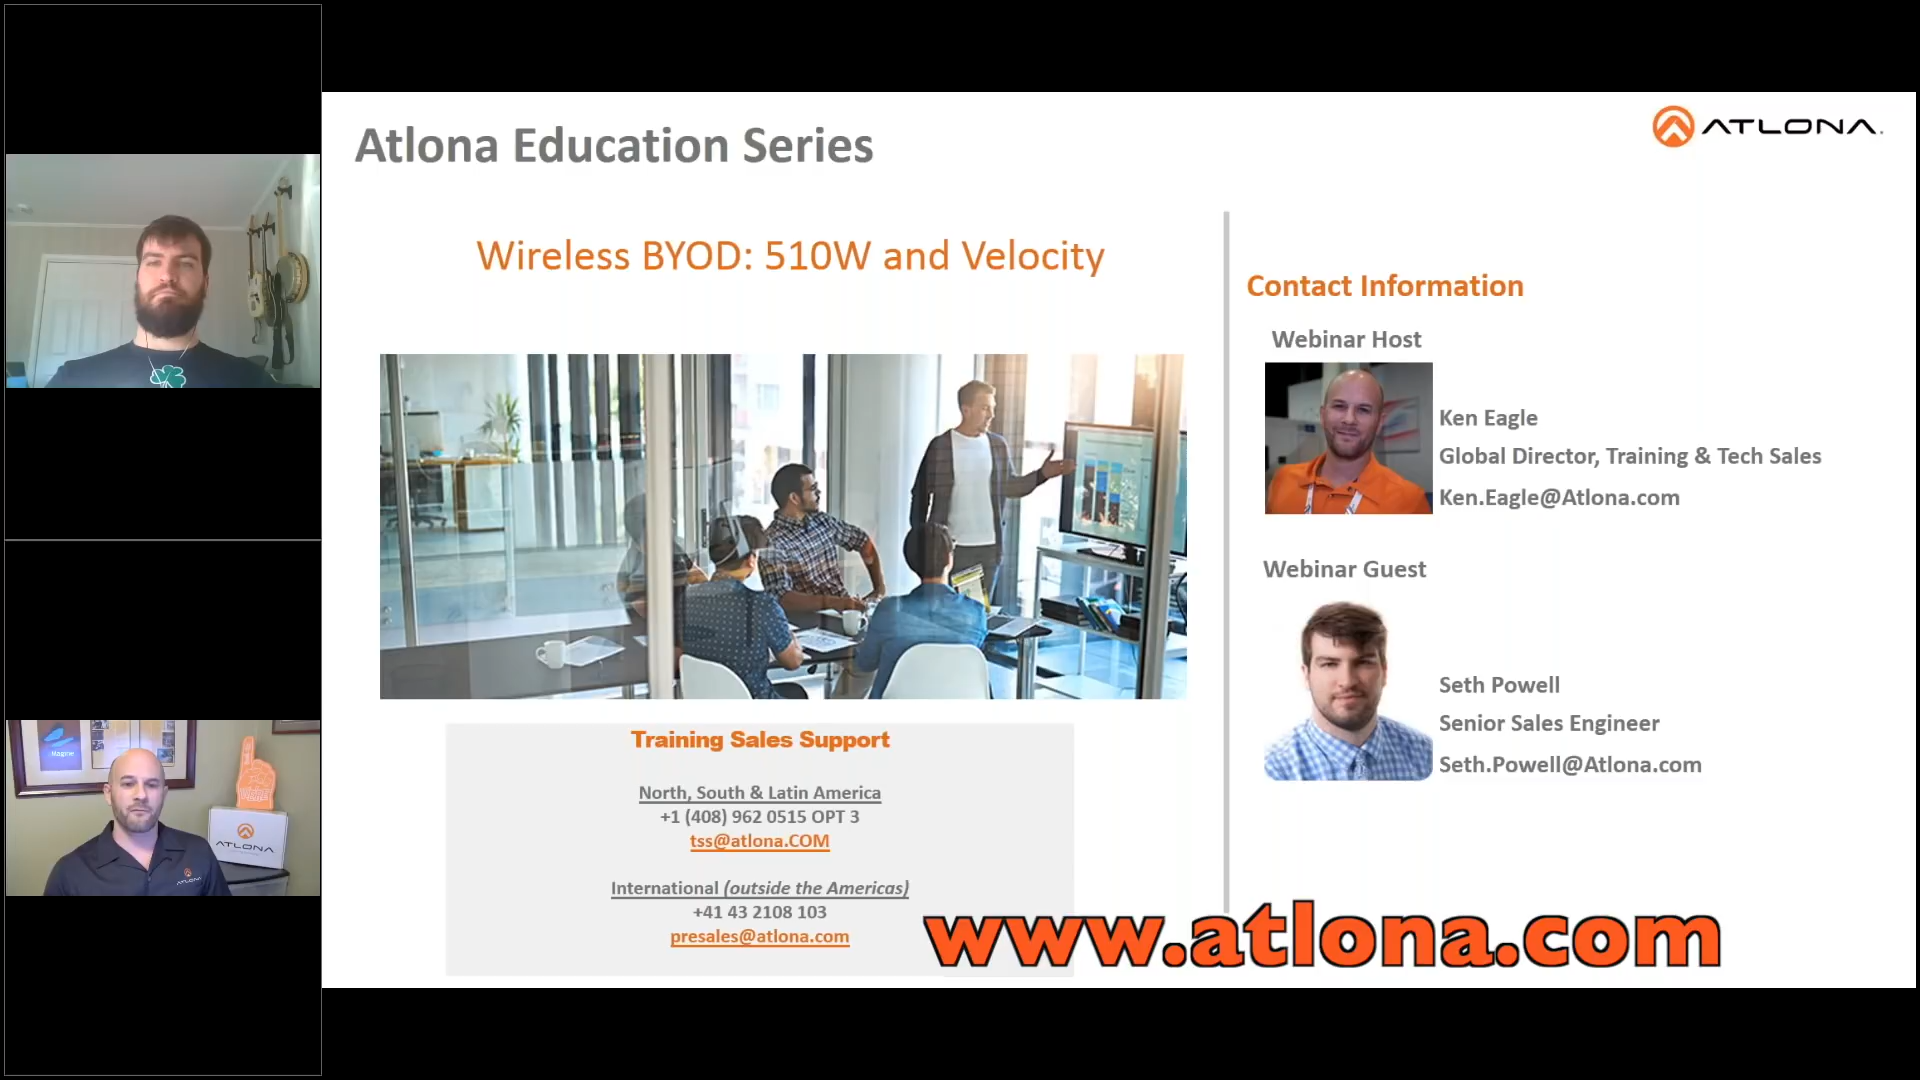 Atlona Education Series
ATLONA.
Wireless BYOD: 510W and Velocity
Contact Information
Webinar Host
Ken Eagle
Global Director, Training & Tech Sales
Ken.Eagle@Atlona.com
Webinar Guest
Seth Powell
Senior Sales Engineer
Seth.Powell@Atlona.com
Training Sales Support
North, South & Latin America
+1 (408) 962 0515 OPT 3
tss@atlona.COM
International (outside the Americas)
+41 43 2108 103
presales@atlona.com
www.atlona.com
ATLONA
ATLONA